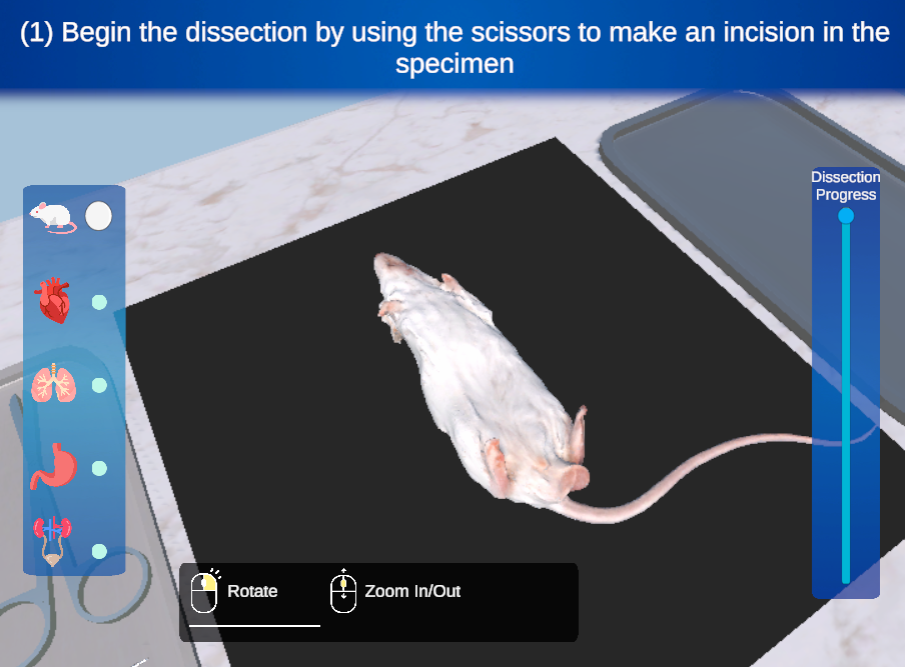 (1) Begin the dissection by using the scissors to make an incision in the
specimen
Dissection
Progress
Rotate
Zoom In/Out